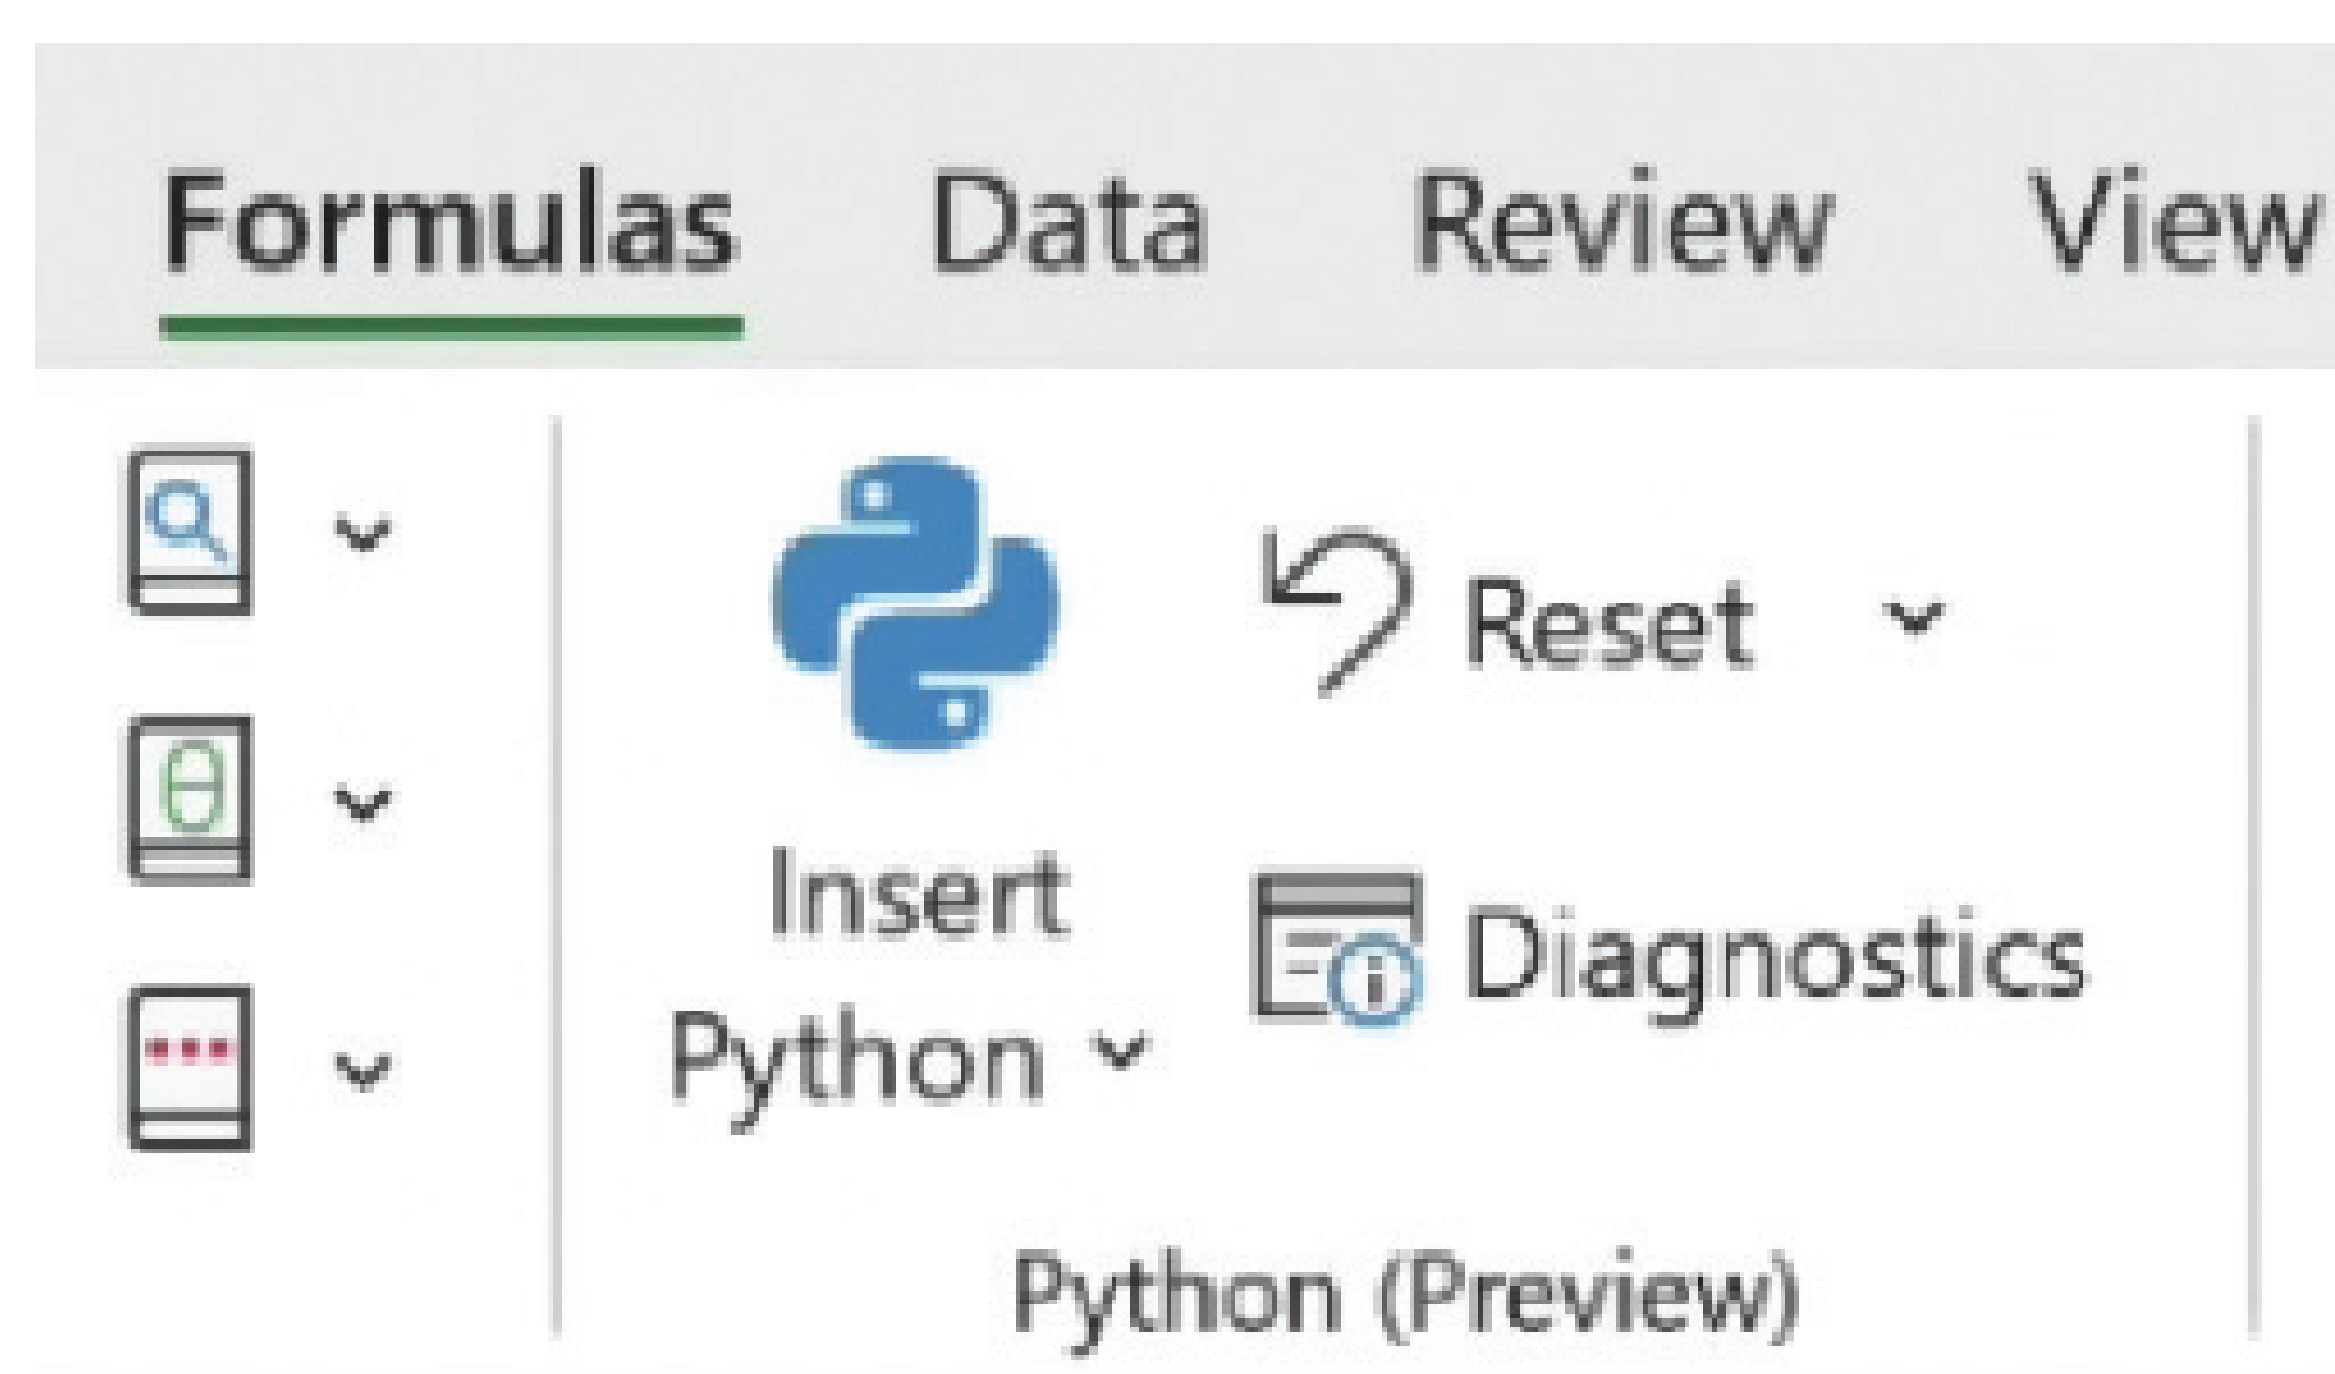 Formulas Data Review View
Reset
Insert
Diagnostics
Python
Python (Preview)